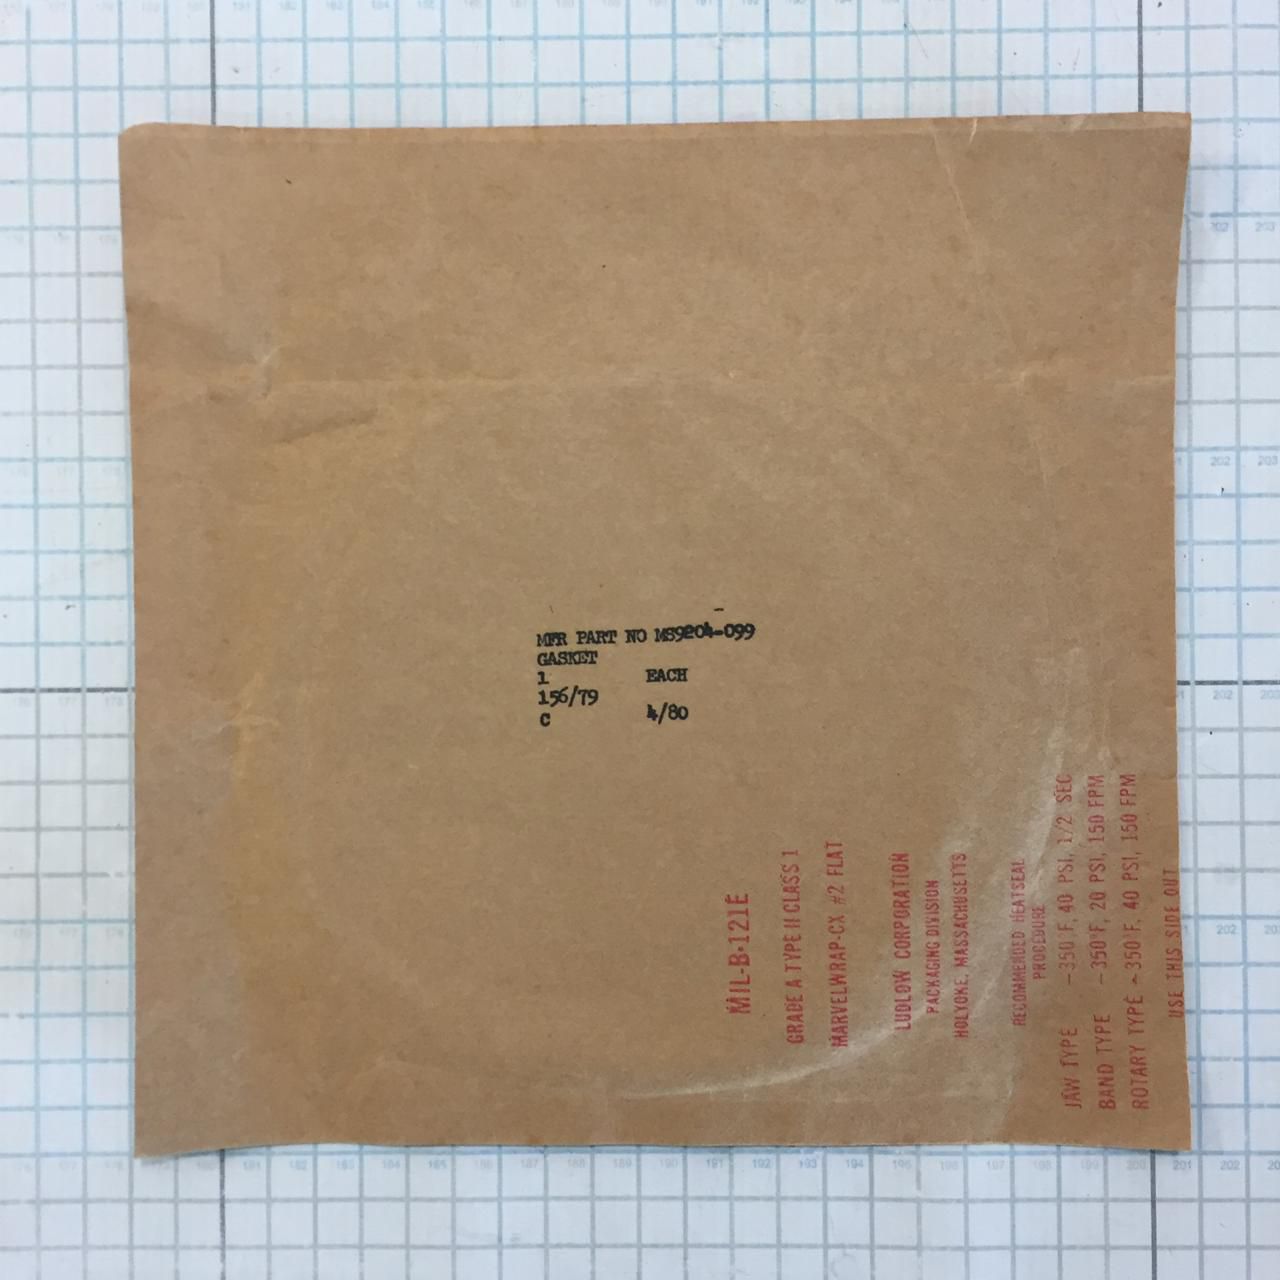 MFR PART NO MS9204-099
GASKET
1 EACH
156/79
C 4/80
MIL-B-121E
GRADE A TYPE II CLASS 1
MARVELWRAP-CX #2 FLAT
LUDLOW CORPORATION
PACKAGING DIVISION
HOLYOKE, MASSACHUSETTS
RECOMMENDED HEATSEAL
PROCEDURE
JAW TYPE -350°F, 40 PSI, 1/2 SEC
BAND TYPE -350°F, 20 PSI, 150 FPM
ROTARY TYPE -350°F, 40 PSI, 150 FPM
USE THIS SIDE OUT